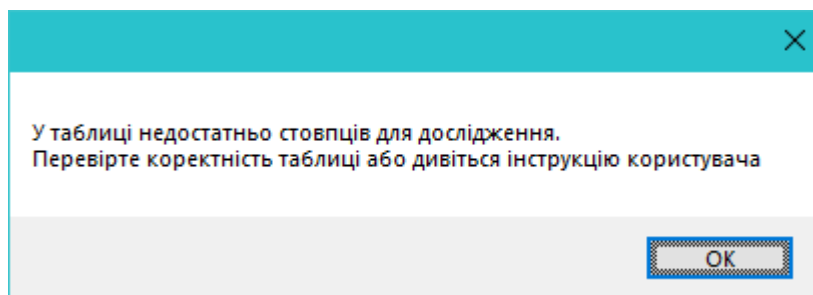 У таблиці недостатньо стовпців для дослідження.
Перевірте коректність таблиці або дивіться інструкцію користувача
OK